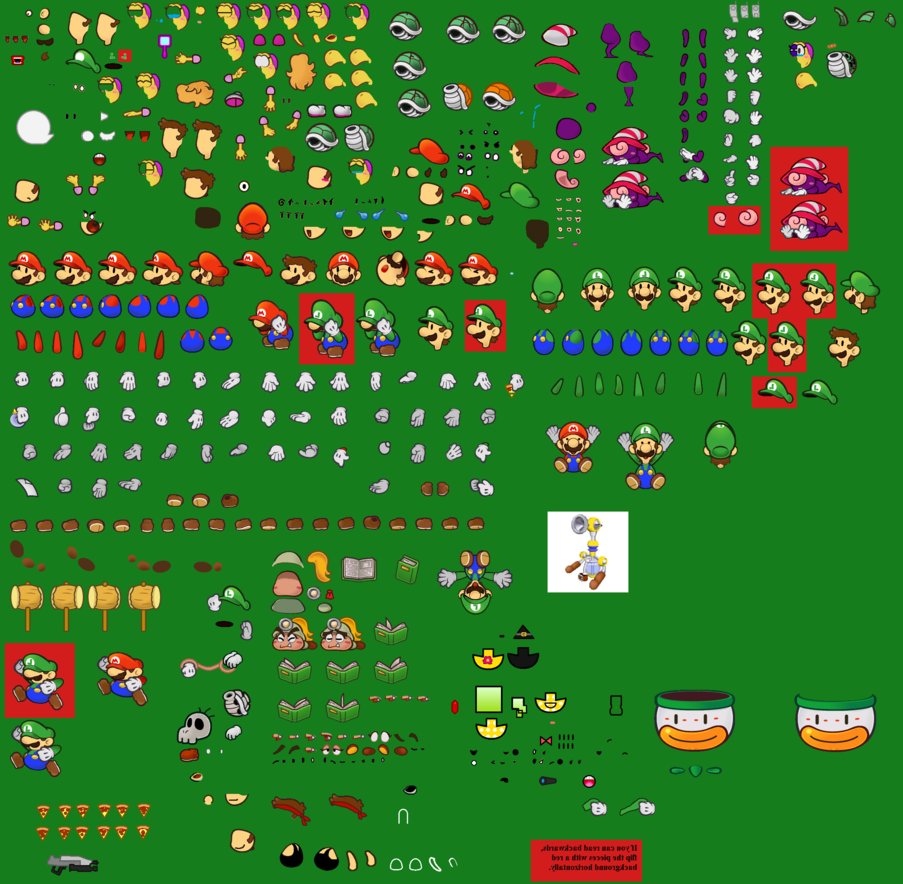 If you can read backwards,
flip the pieces with a red
background horizontally.